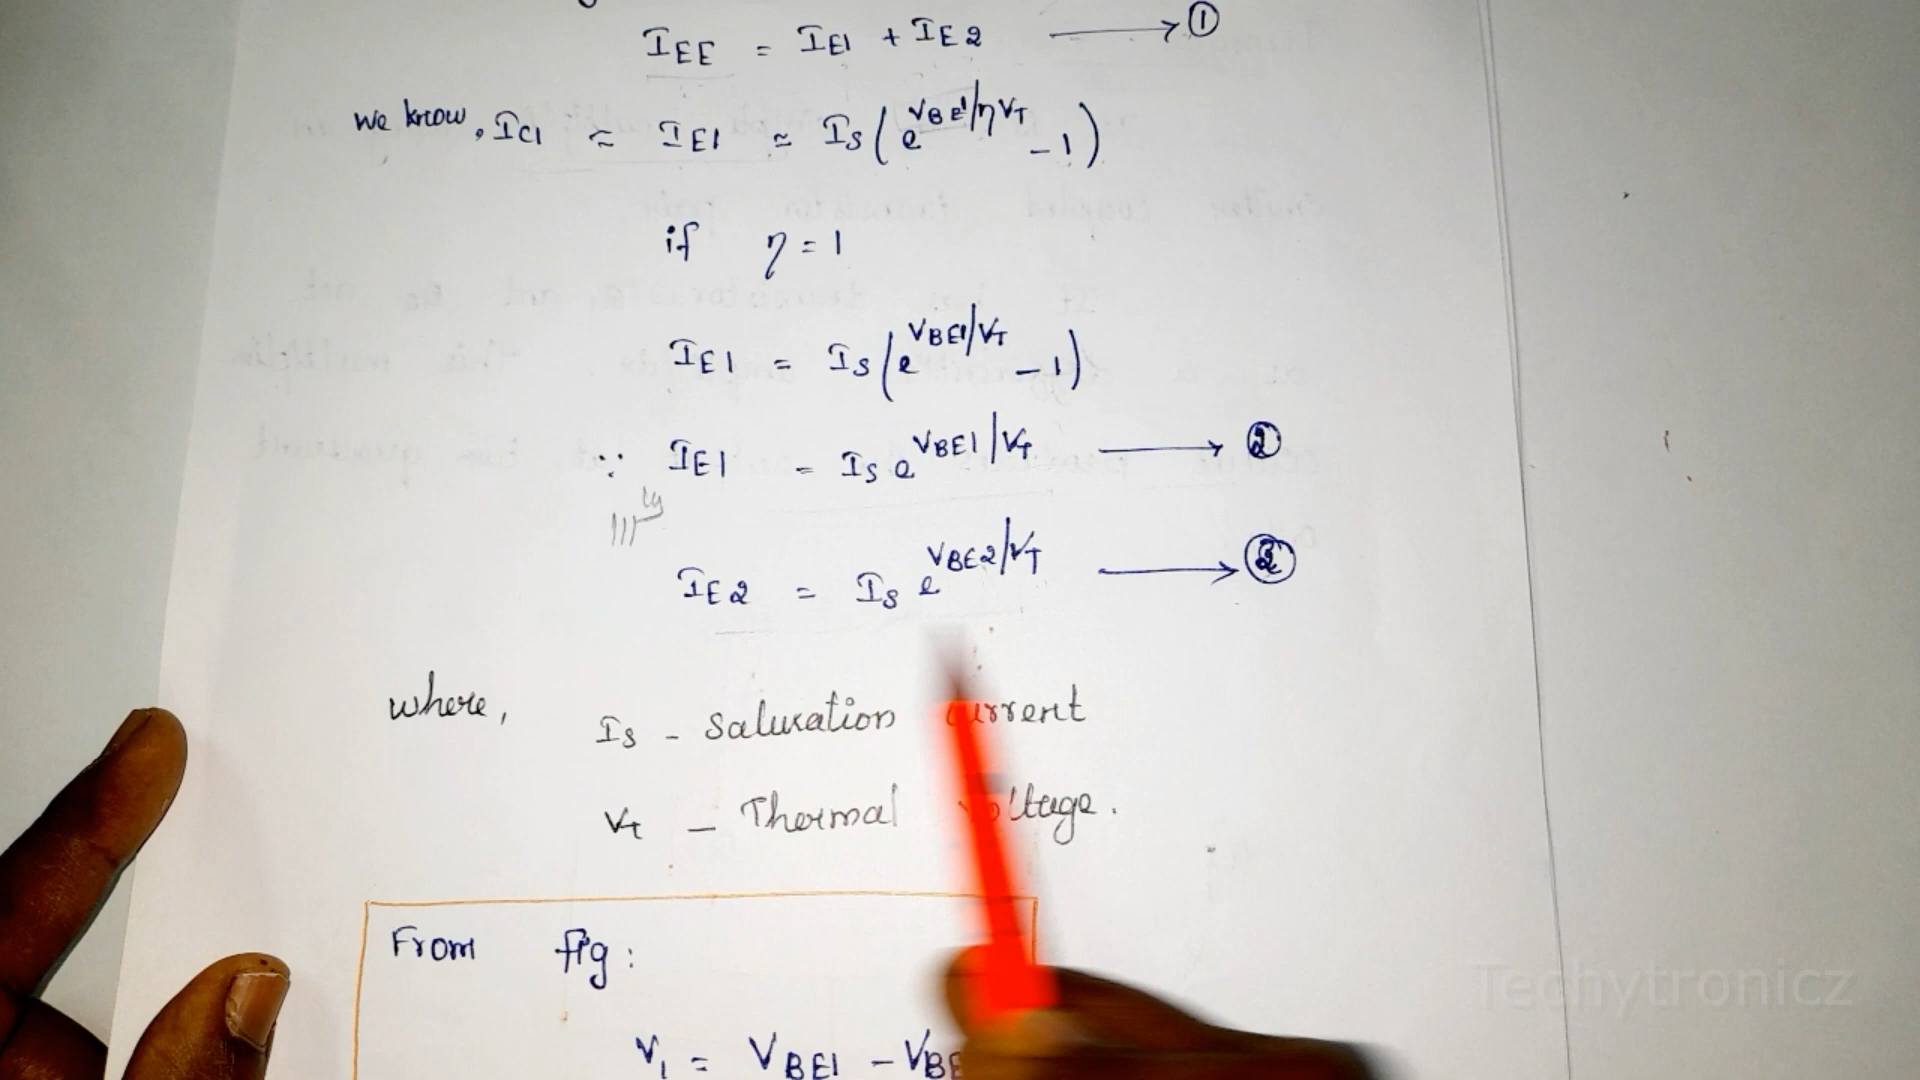 IEE = IE1 + IE2 ⟶ ①
We know, IC1 ≃ IE1 ≃ IS (e^VBE1/ηVT - 1)
if η = 1
IE1 = IS (e^VBE1/VT - 1)
∵ IE1 = IS e^VBE1/VT ⟶ ②
IIIly
IE2 = IS e^VBE2/VT ⟶ ③
where, IS - Saturation current
VT - Thermal voltage.
From fig:
Techytronicz
V1 = VBE1 - VBE